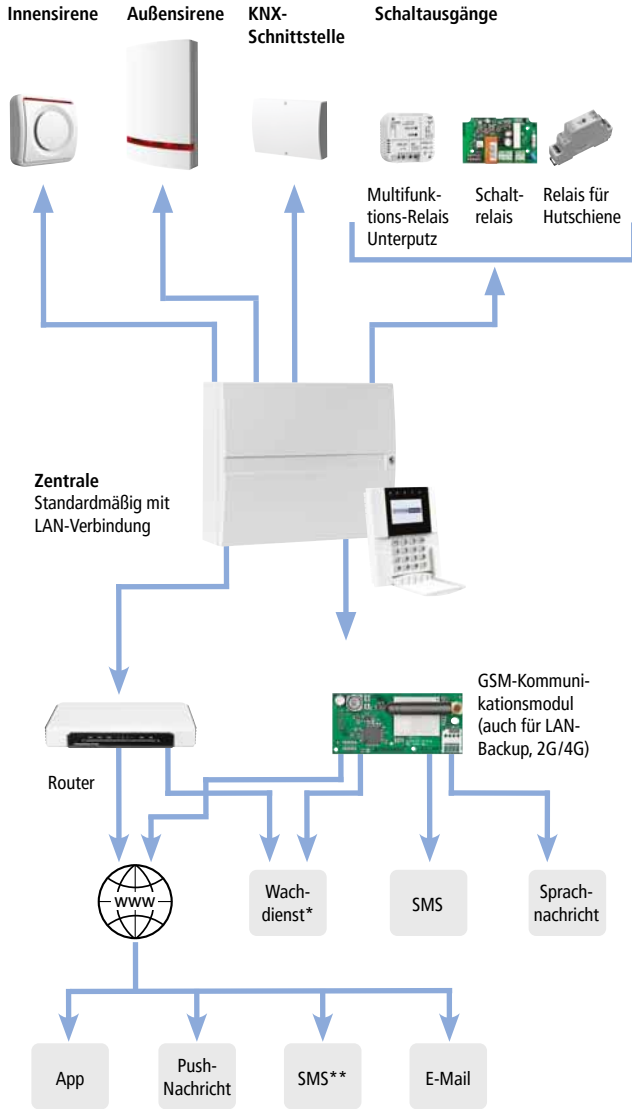 Innensirene
Außensirene
KNX-
Schnittstelle
Schaltausgänge
Multifunk-
tions-Relais
Unterputz
Schalt-
relais
Relais für
Hutschiene
Zentrale
Standardmäßig mit
LAN-Verbindung
GSM-Kommuni-
kationsmodul
(auch für LAN-
Backup, 2G/4G)
Router
WWW
Wach-
dienst*
SMS
Sprach-
nachricht
App
Push-
Nachricht
SMS**
E-Mail